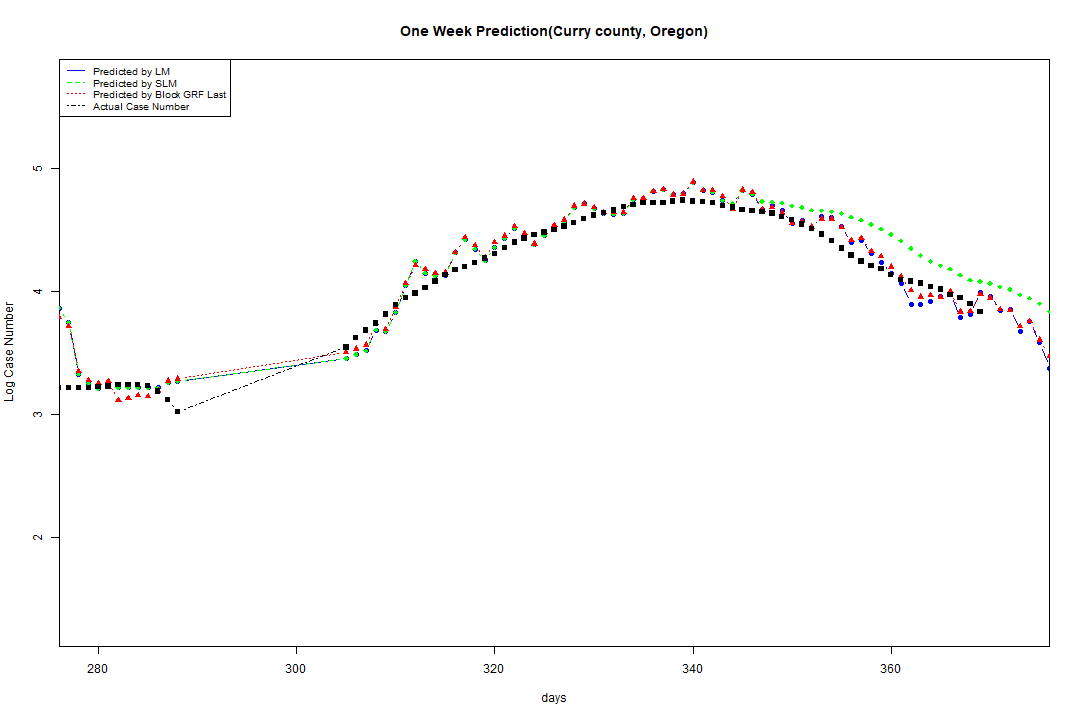 One Week Prediction(Curry county, Oregon)
Predicted by LM
Predicted by SLM
Predicted by Block GRF Last
Actual Case Number
5
4
3
2
Log Case Number
280 300 320 340 360
days